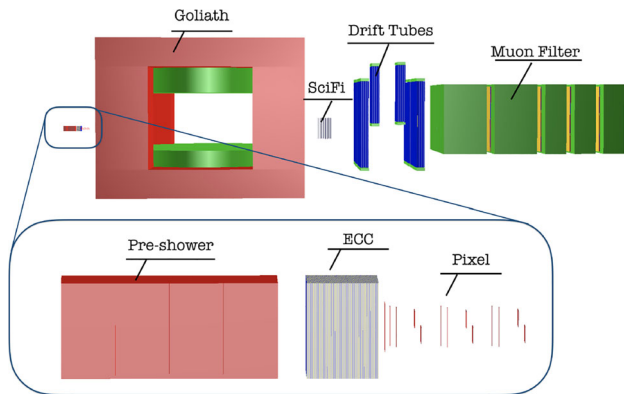 Goliath
Drift Tubes
Muon Filter
SciFi
Pre-shower
ECC
Pixel